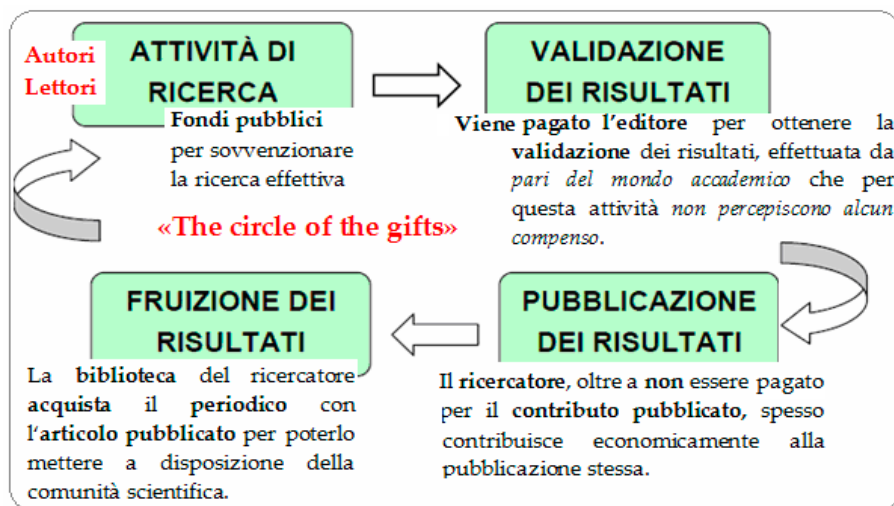 Autori
Lettori
ATTIVITÀ DI
RICERCA
Fondi pubblici
per sovvenzionare
la ricerca effettiva
VALIDAZIONE
DEI RISULTATI
Viene pagato l'editore per ottenere la
validazione dei risultati, effettuata da
pari del mondo accademico che per
questa attività non percepiscono alcun
compenso.
«The circle of the gifts»
FRUIZIONE DEI
RISULTATI
La biblioteca del ricercatore
acquista il periodico con
l'articolo pubblicato per poterlo
mettere a disposizione della
comunità scientifica.
PUBBLICAZIONE
DEI RISULTATI
Il ricercatore, oltre a non essere pagato
per il contributo pubblicato, spesso
contribuisce economicamente alla
pubblicazione stessa.